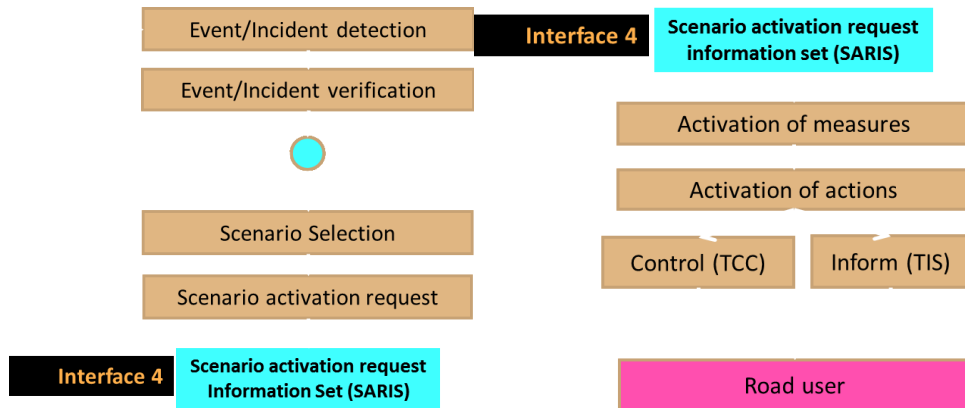 Event/Incident detection
Event/Incident verification
Scenario Selection
Scenario activation request
Interface 4
Scenario activation request
Information Set (SARIS)
Interface 4
Scenario activation request
information set (SARIS)
Activation of measures
Activation of actions
Control (TCC)
Inform (TIS)
Road user